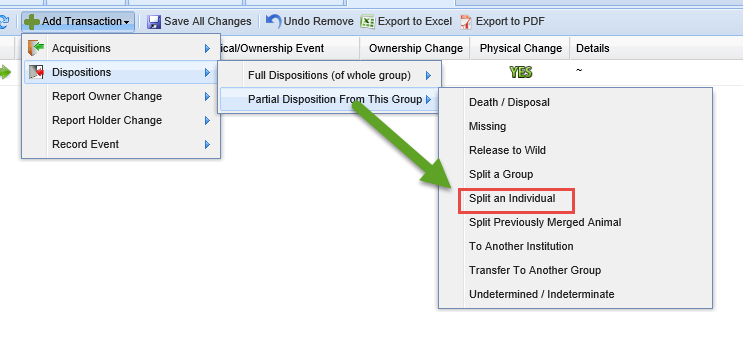 Add Transaction Save All Changes Undo Remove Export to Excel Export to PDF
Acquisitions ical/Ownership Event Ownership Change Physical Change Details
Dispositions Full Dispositions (of whole group) YES ~
Report Owner Change Partial Disposition From This Group Death / Disposal
Report Holder Change Missing
Record Event Release to Wild
Split a Group
Split an Individual
Split Previously Merged Animal
To Another Institution
Transfer To Another Group
Undetermined / Indeterminate